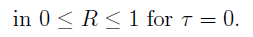 in 0 ≤ R ≤ 1 for τ = 0.